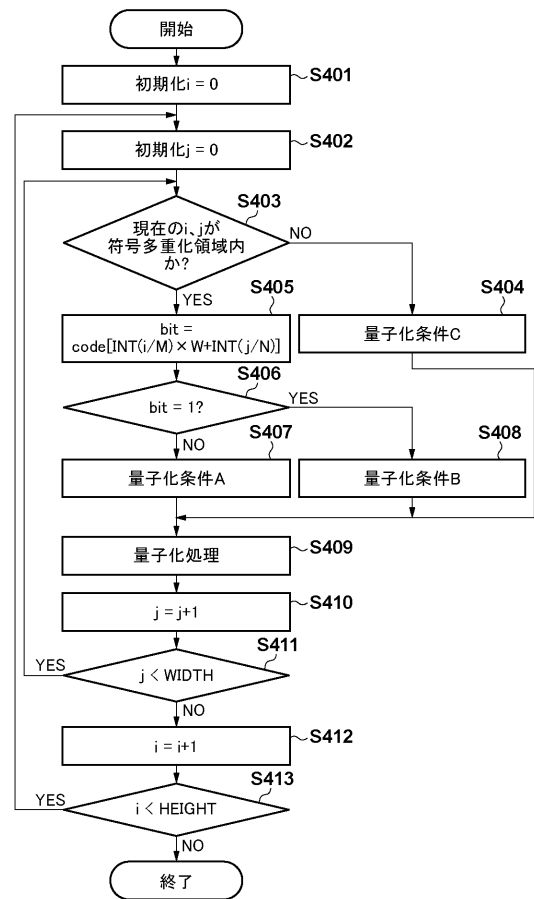 開始
初期化i = 0
S401
初期化j = 0
S402
S403
現在のi、jが
符号多重化領域内
か?
NO
YES
S405
S404
bit =
code[INT(i/M)×W+INT(j/N)]
量子化条件C
S406
bit = 1?
YES
NO
S407
S408
量子化条件A
量子化条件B
量子化処理
S409
j = j+1
S410
S411
YES
j < WIDTH
NO
i = i+1
S412
S413
YES
i < HEIGHT
NO
終了